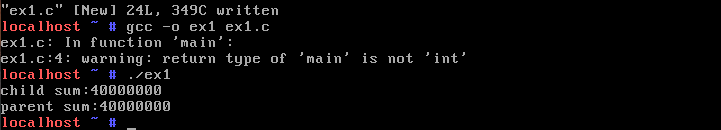 "ex1.c" [New] 24L, 349C written
localhost ~ # gcc -o ex1 ex1.c
ex1.c: In function 'main':
ex1.c:4: warning: return type of 'main' is not 'int'
localhost ~ # ./ex1
child sum:40000000
parent sum:40000000
localhost ~ # _